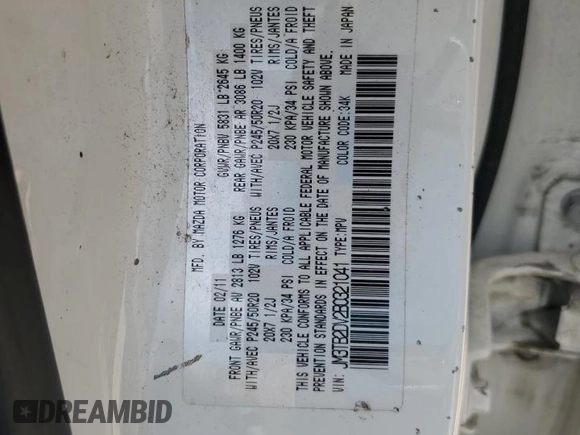 MFD. BY MAZDA MOTOR CORPORATION
DATE 02/11 GVWR/PNBV 5831 LB 2645 KG
FRONT GAWR/PNBE AV 2813 LB 1276 KG REAR GAWR/PNBE AR 3086 LB 1400 KG
WITH/AVEC P245/50R20 102V TIRES/PNEUS WITH/AVEC P245/50R20 102V TIRES/PNEUS
20X7 1/2J RIMS/JANTES 20X7 1/2J RIMS/JANTES
230 KPA/34 PSI COLD/A FROID 230 KPA/34 PSI COLD/A FROID
THIS VEHICLE CONFORMS TO ALL APPLICABLE FEDERAL MOTOR VEHICLE SAFETY AND THEFT
PREVENTION STANDARDS IN EFFECT ON THE DATE OF MANUFACTURE SHOWN ABOVE.
VIN: JM3TB2DV2B0321041 TYPE:MPV COLOR CODE:34K MADE IN JAPAN
DREAMBID